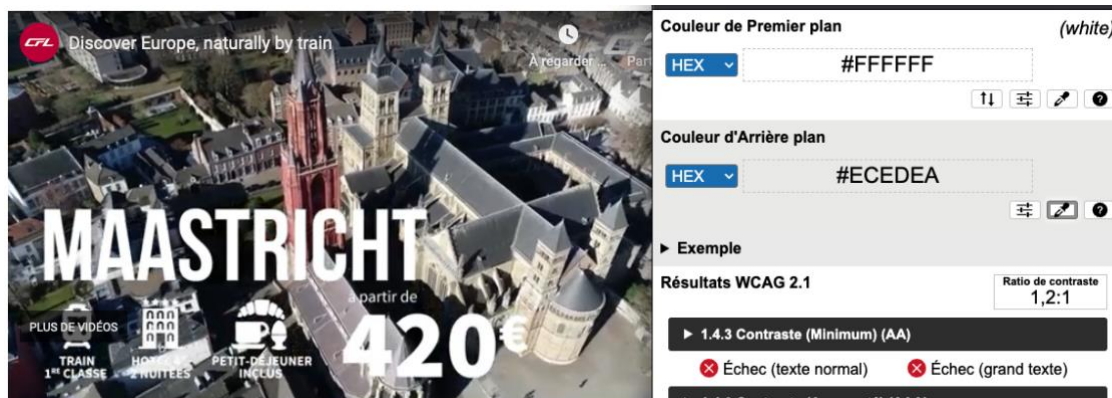 CFL Discover Europe, naturally by train
À regarder ... Part
MAASTRICHT
à partir de
420€
PLUS DE VIDÉOS
TRAIN
1RE CLASSE
HOTEL 4*
2 NUITÉES
PETIT-DÉJEUNER
INCLUS
Couleur de Premier plan (white)
HEX #FFFFFF
Couleur d'Arrière plan
HEX #ECEDEA
Exemple
Résultats WCAG 2.1
Ratio de contraste
1,2:1
1.4.3 Contraste (Minimum) (AA)
Échec (texte normal) Échec (grand texte)